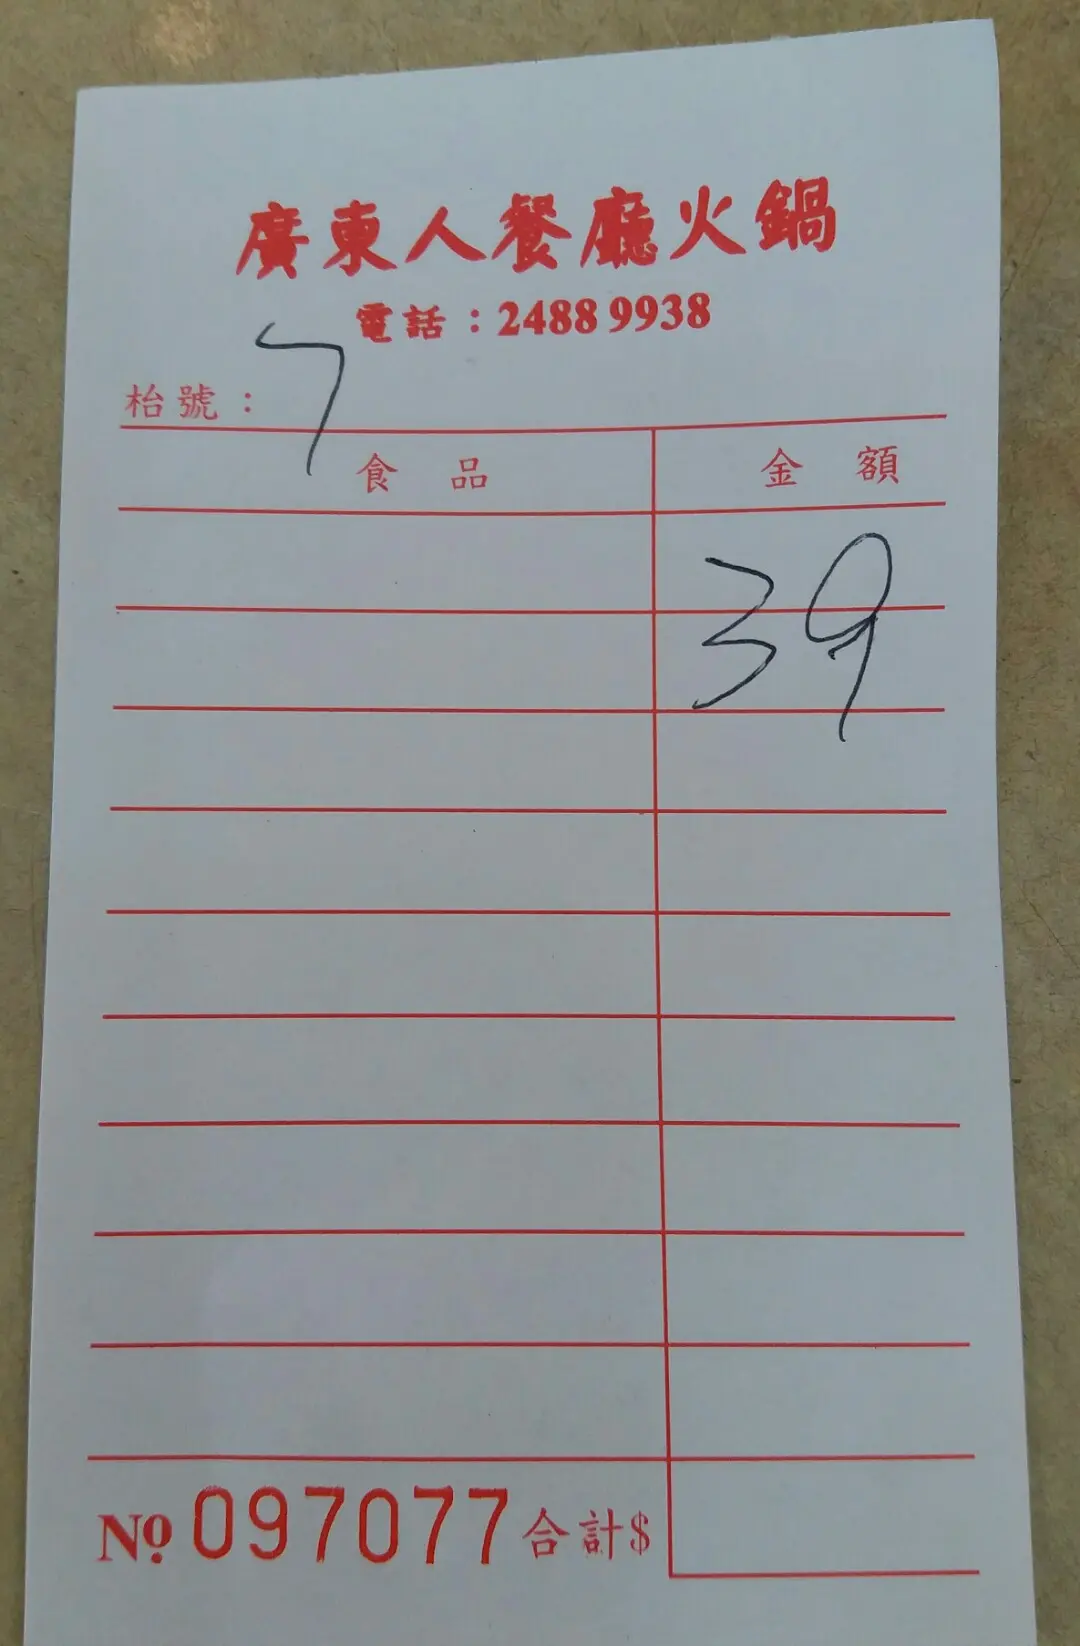 廣東人餐廳火鍋
電話：2488 9938
枱號：7
食品 金額
39
№ 097077 合計$